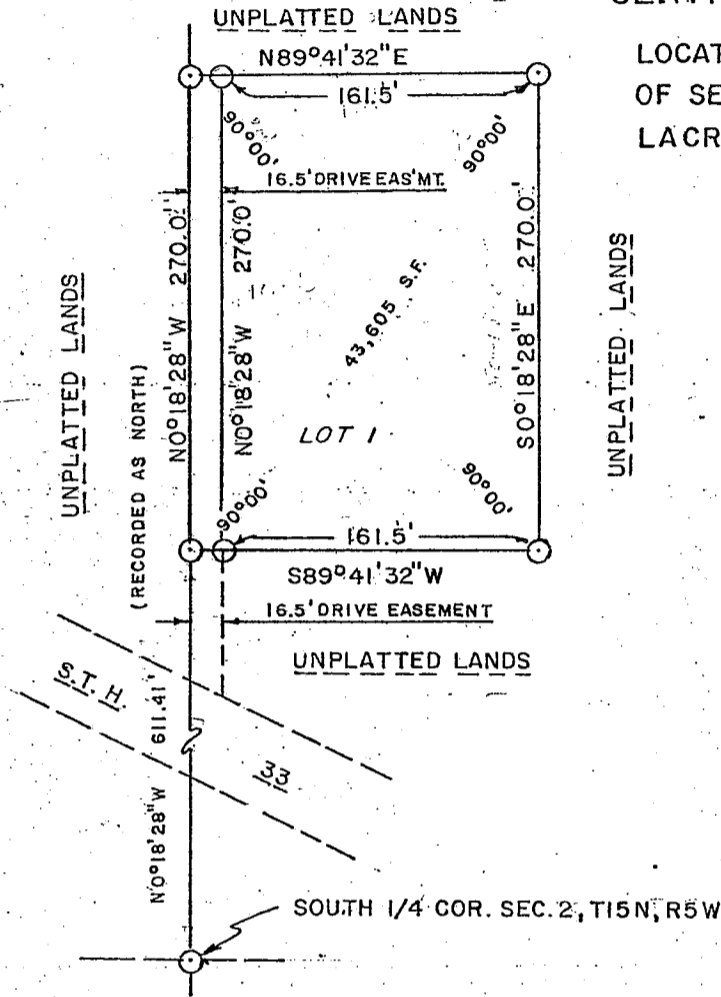 UNPLATTED LANDS
LOCAT
OF SE
LACR
N89°41'32"E
161.5'
90°00'
90°00'
16.5' DRIVE EAS'MT.
N0°18'28"W 270.0'
N0°18'28"W 270.0'
S0°18'28"E 270.0'
43,605 S.F.
LOT 1
UNPLATTED LANDS
UNPLATTED LANDS
(RECORDED AS NORTH)
90°00'
90°00'
161.5'
S89°41'32"W
16.5' DRIVE EASEMENT
UNPLATTED LANDS
S.T.H. 33
N0°18'28"W 611.41'
SOUTH 1/4 COR. SEC. 2, T15N, R5W